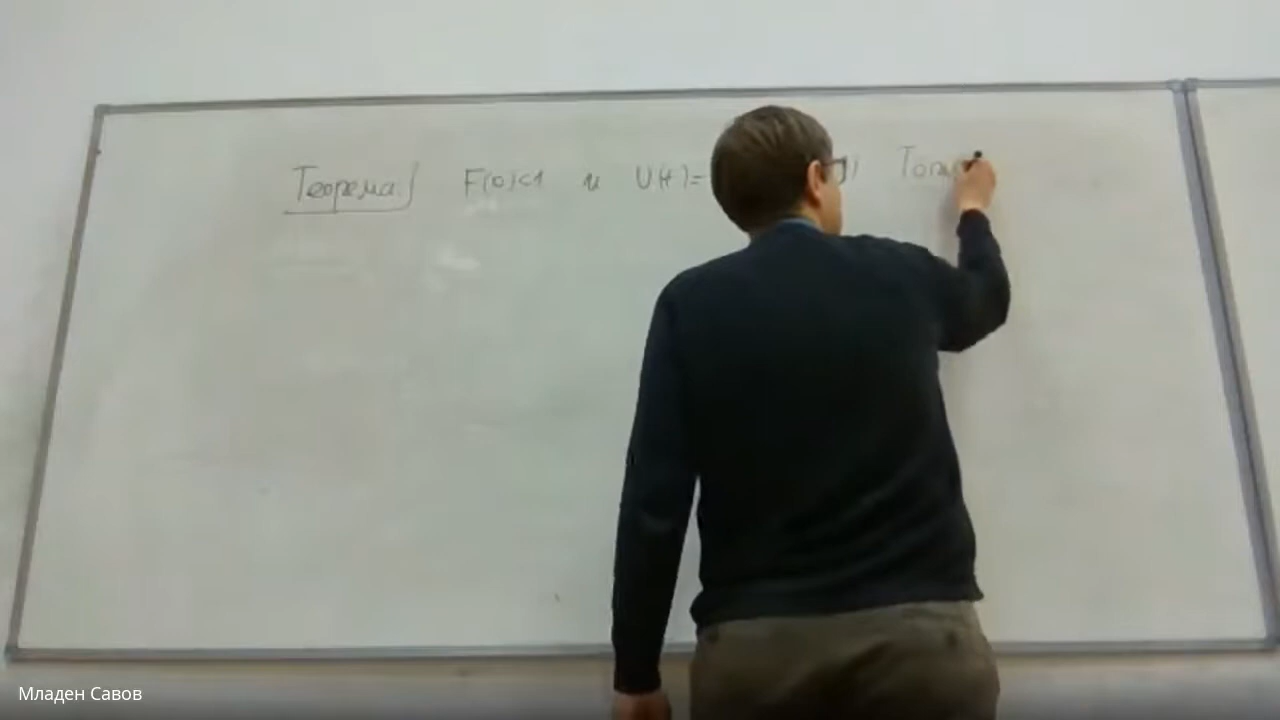 Теорема) F(0)<1 и U(t)=
Младен Савов